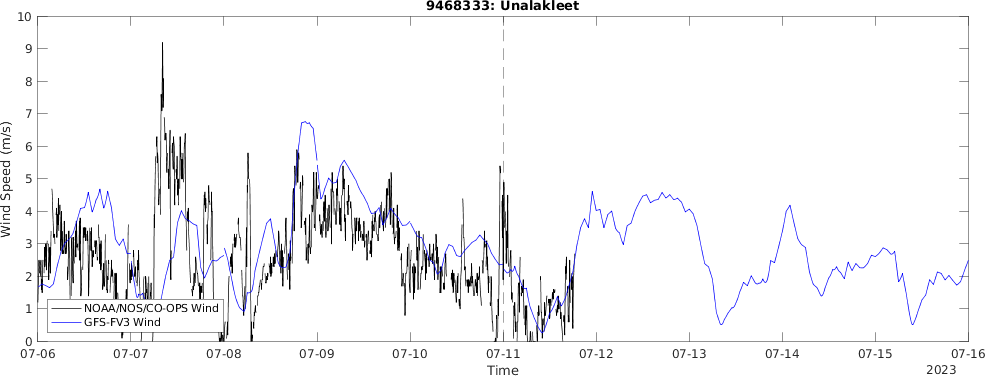 9468333: Unalakleet
Wind Speed (m/s)
10
9
8
7
6
5
4
3
2
1
0
NOAA/NOS/CO-OPS Wind
GFS-FV3 Wind
07-06 07-07 07-08 07-09 07-10 07-11 07-12 07-13 07-14 07-15 07-16
Time
2023